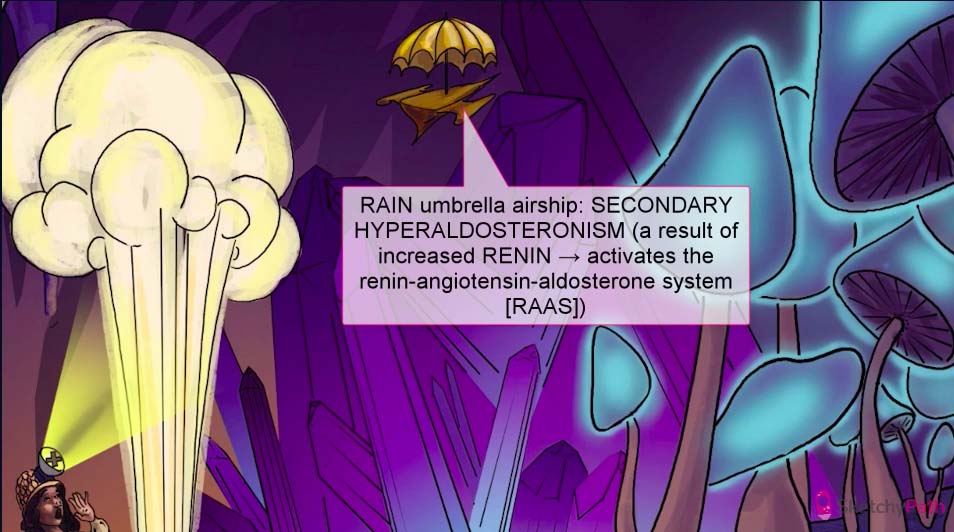 RAIN umbrella airship: SECONDARY
HYPERALDOSTERONISM (a result of
increased RENIN → activates the
renin-angiotensin-aldosterone system
[RAAS])
SketchyPath